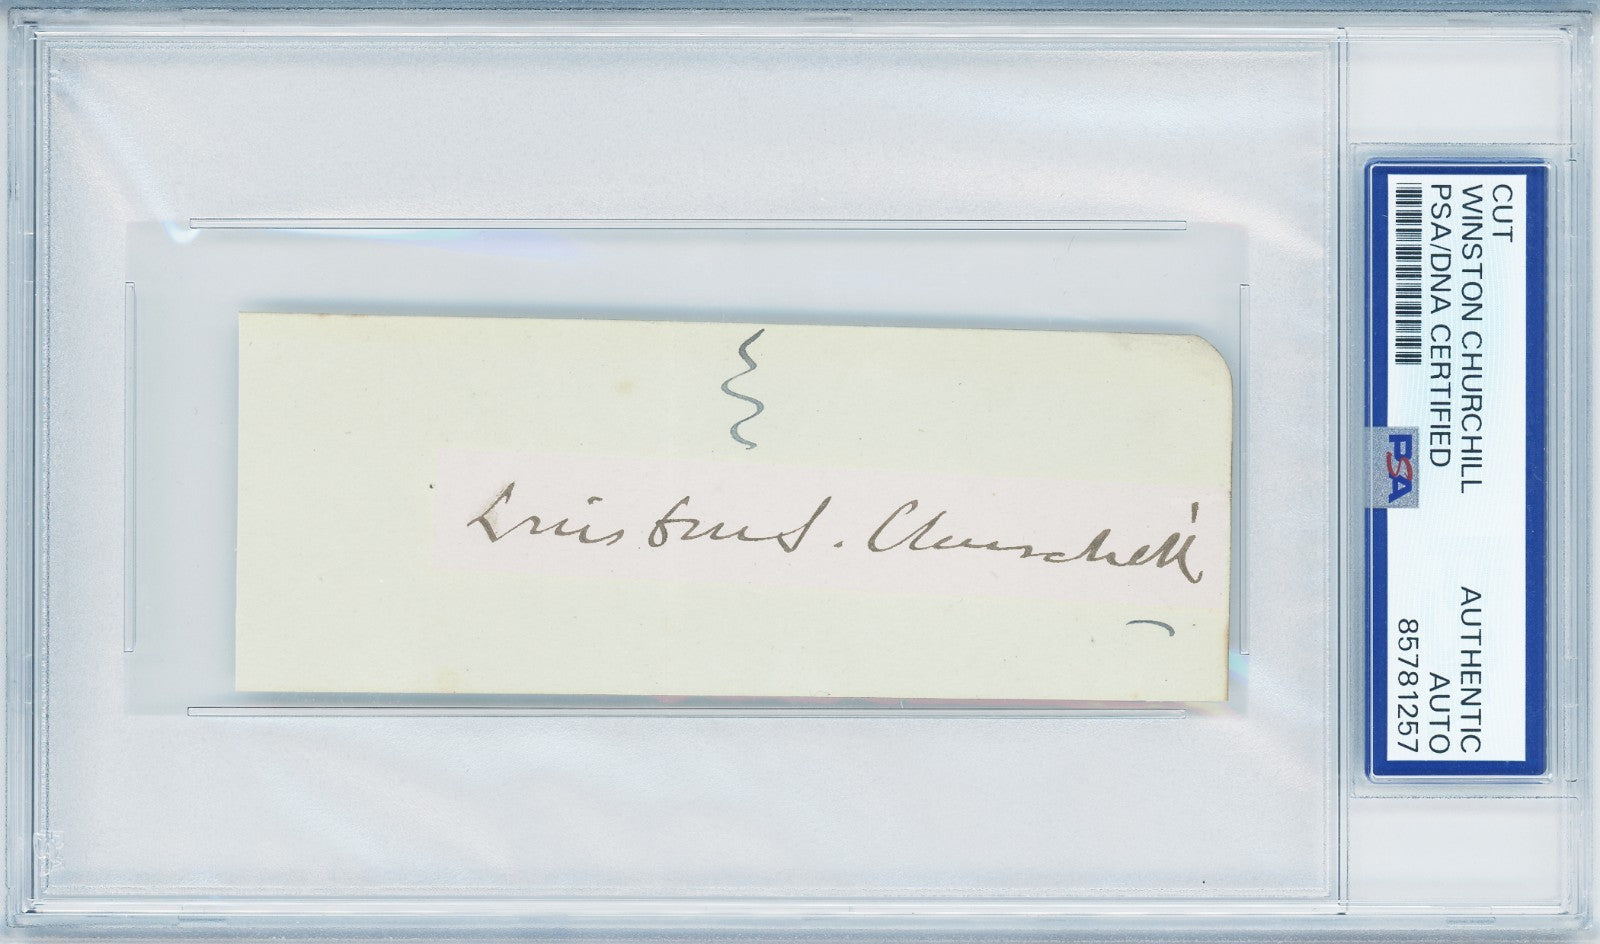 Winston S. Churchill
CUT
WINSTON CHURCHILL AUTHENTIC
PSA/DNA CERTIFIED AUTO
85781257
PSA